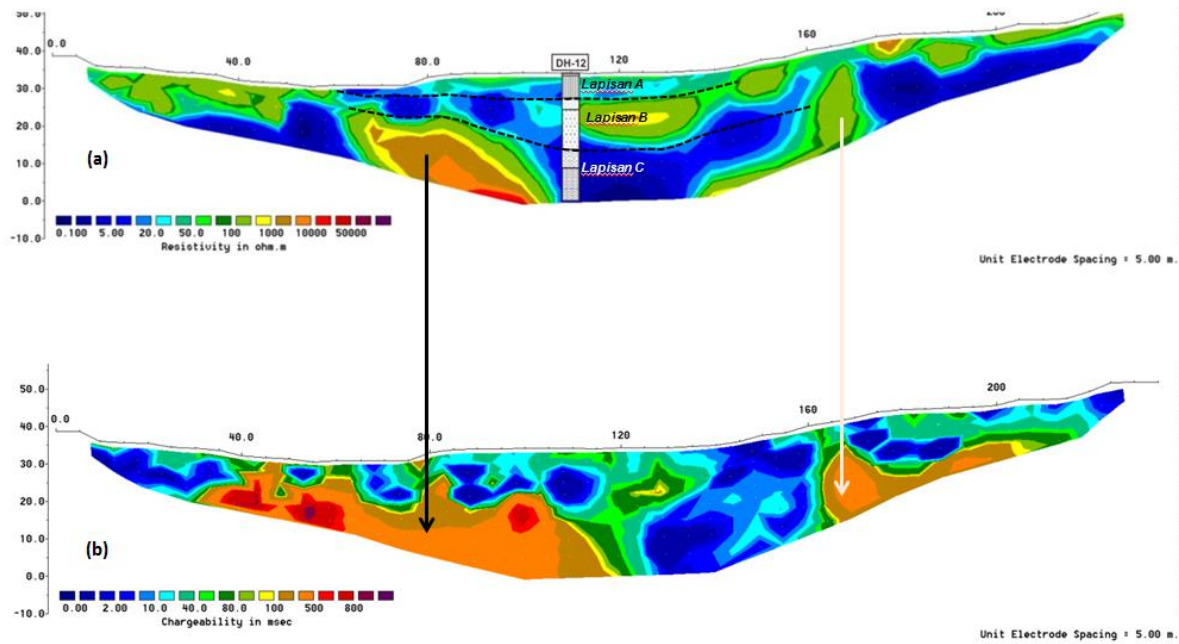 50.0
200
160
0.0
40.0
40.0
80.0
120
DH-12
Lapisan A
30.0
Lapisan B
20.0
(a)
10.0
Lapisan C
0.0
-10.0
0.100 5.00 20.0 50.0 100 1000 10000 50000
Resistivity in ohm.m
Unit Electrode Spacing = 5.00 m.
50.0
200
0.0
160
40.0
40.0
80.0
120
30.0
20.0
10.0
(b)
0.0
-10.0
0.00 2.00 10.0 40.0 80.0 100 500 800
Chargeability in msec
Unit Electrode Spacing = 5.00 m.